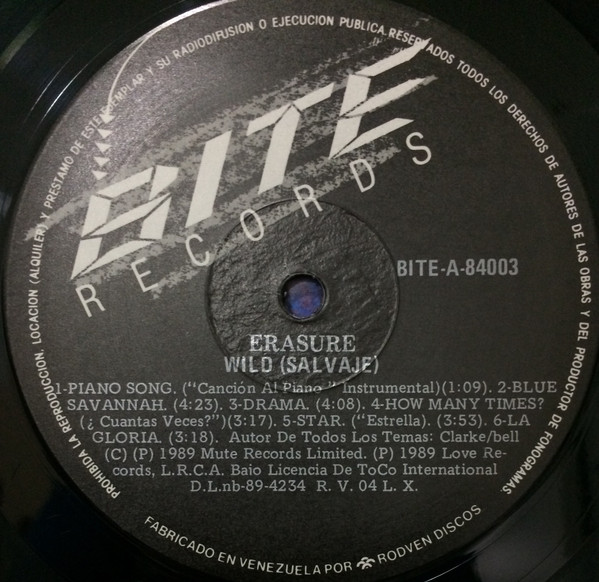 PROHIBIDA LA REPRODUCCION, LOCACION (ALQUILER) Y PRESTAMO DE ESTE EJEMPLAR Y SU RADIODIFUSION O EJECUCION PUBLICA. RESERVADOS TODOS LOS DERECHOS DE AUTORES DE LAS OBRAS Y DEL PRODUCTOR DE FONOGRAMAS.
BITE
RECORDS
BITE-A-84003
ERASURE
WILD (SALVAJE)
1-PIANO SONG. ("Canción Al Piano" Instrumental)(1:09). 2-BLUE
SAVANNAH. (4:23). 3-DRAMA. (4:08). 4-HOW MANY TIMES?
(¿ Cuantas Veces?")(3:17). 5-STAR. ("Estrella). (3:53). 6-LA
GLORIA. (3:18). Autor De Todos Los Temas: Clarke/bell
(C) (P) 1989 Mute Records Limited. (P) 1989 Love Re-
cords, L.R.C.A. Baio Licencia De ToCo International
D.L.nb-89-4234 R. V. 04 L. X.
FABRICADO EN VENEZUELA POR RODVEN DISCOS